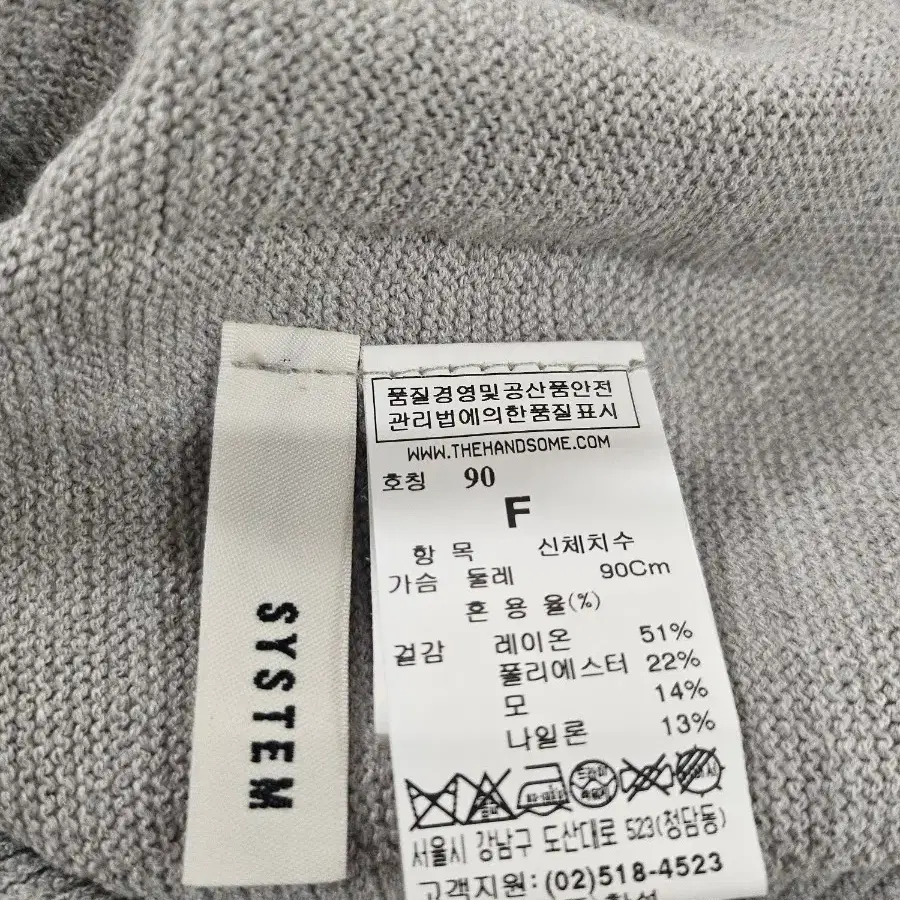 SYSTEM
품질경영및공산품안전
관리법에의한품질표시
WWW.THEHANDSOME.COM
호칭 90
F
항 목 신체치수
가슴 둘레 90Cm
혼 용 율(%)
겉감 레이온 51%
폴리에스터 22%
모 14%
나일론 13%
드라이
서울시 강남구 도산대로 523(청담동)
고객지원: (02)518-4523